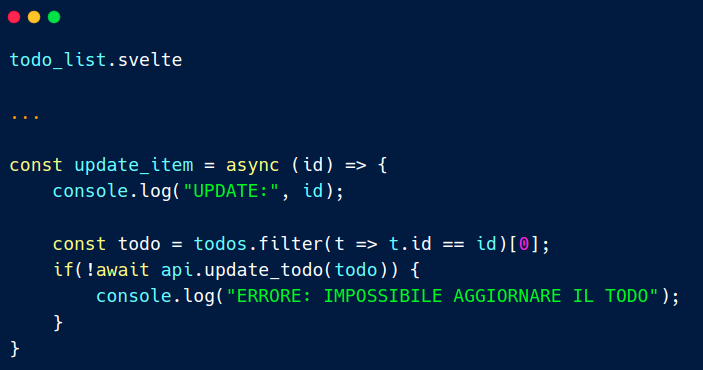 todo_list.svelte
...
const update_item = async (id) => {
    console.log("UPDATE:", id);
    const todo = todos.filter(t => t.id == id)[0];
    if(!await api.update_todo(todo)) {
        console.log("ERRORE: IMPOSSIBILE AGGIORNARE IL TODO");
    }
}